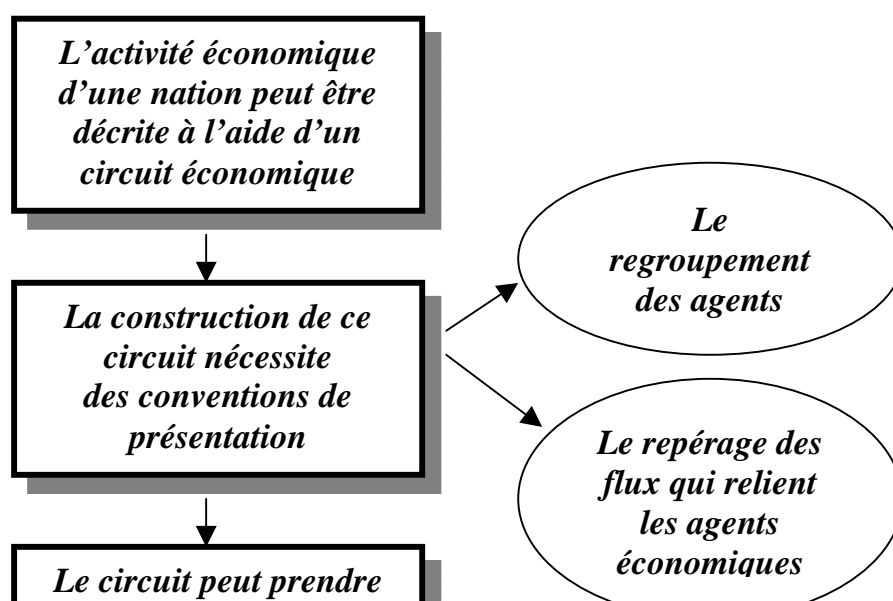 L’activité économique
d’une nation peut être
décrite à l’aide d’un
circuit économique
La construction de ce
circuit nécessite
des conventions de
présentation
Le
regroupement
des agents
Le repérage des
flux qui relient
les agents
économiques
Le circuit peut prendre